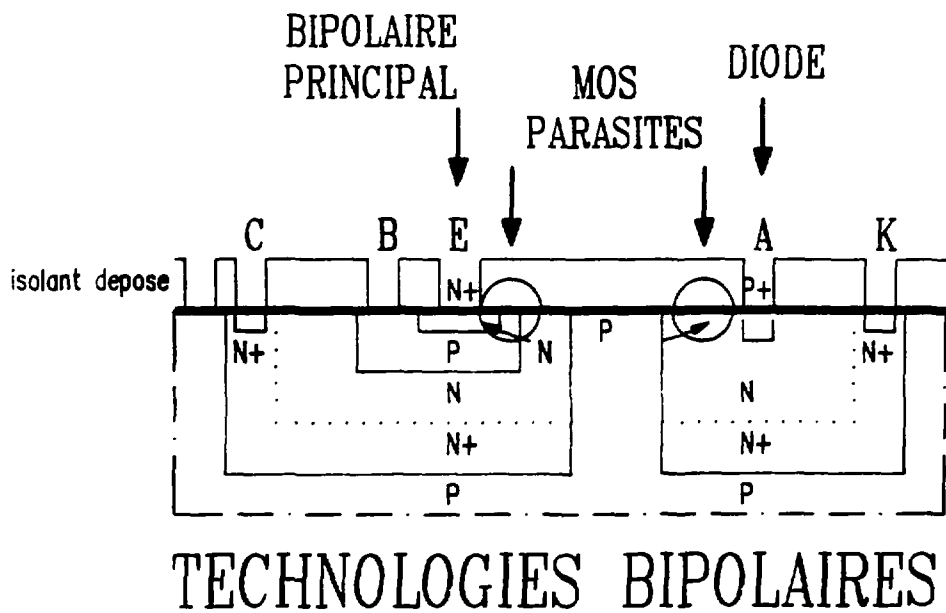 BIPOLAIRE
PRINCIPAL
MOS
PARASITES
DIODE
C B E A K
isolant depose
N+ P+
N+ P N P N+
N N
N+ N+
P P
TECHNOLOGIES BIPOLAIRES